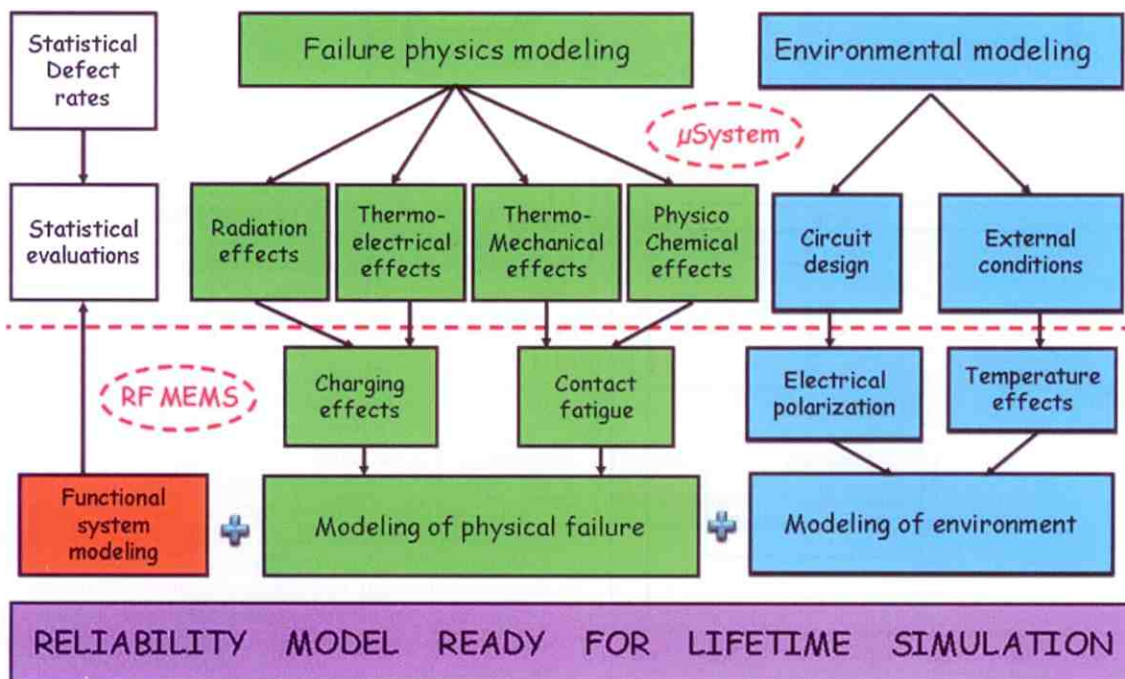 Statistical
Defect
rates
Failure physics modeling
Environmental modeling
µSystem
Statistical
evaluations
Radiation
effects
Thermo-
electrical
effects
Thermo-
Mechanical
effects
Physico
Chemical
effects
Circuit
design
External
conditions
RF MEMS
Charging
effects
Contact
fatigue
Electrical
polarization
Temperature
effects
Functional
system
modeling
+
Modeling of physical failure
+
Modeling of environment
RELIABILITY MODEL READY FOR LIFETIME SIMULATION